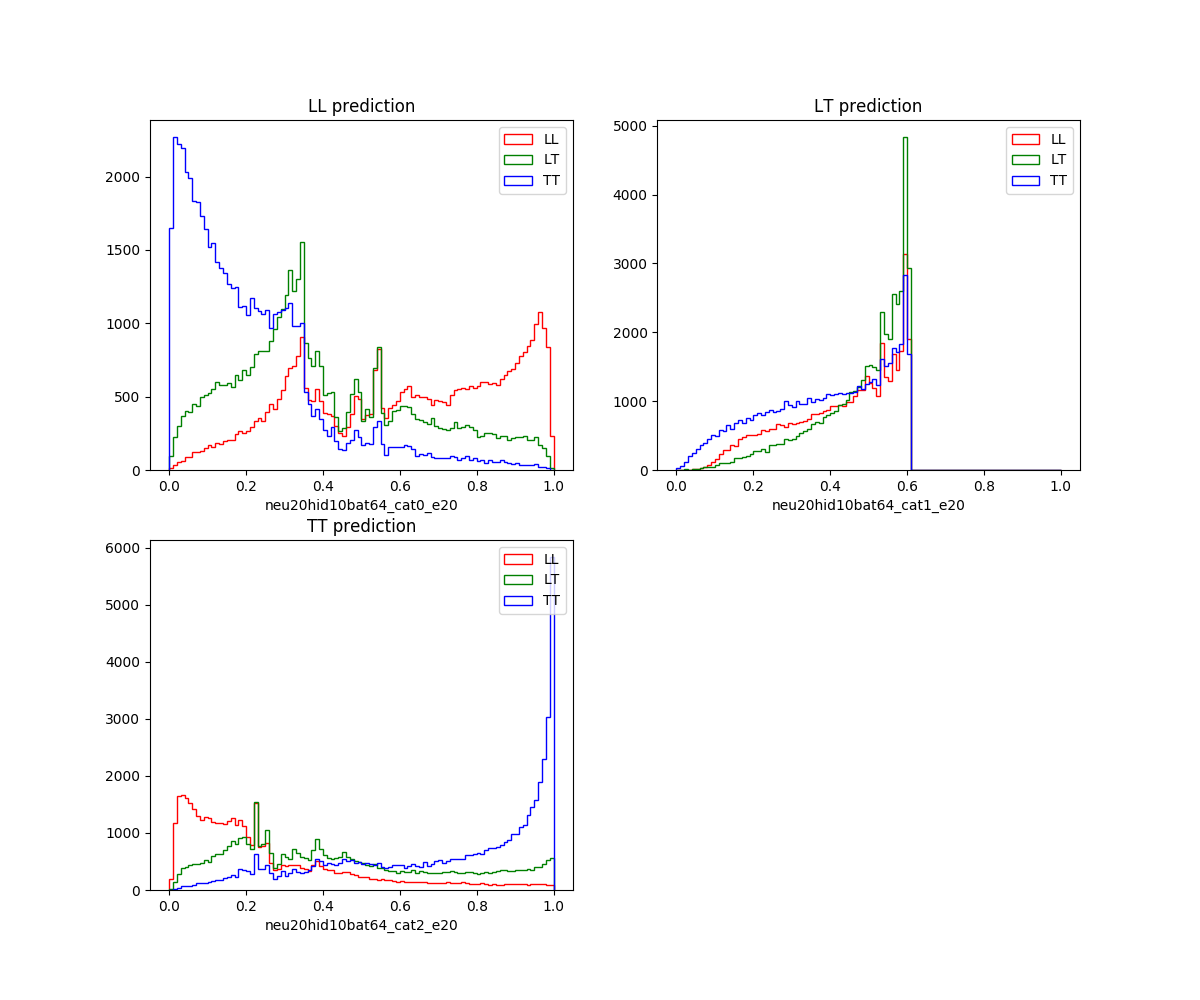 LL prediction
2000
1500
1000
500
0
0.0 0.2 0.4 0.6 0.8 1.0
neu20hid10bat64_cat0_e20
LL
LT
TT
LT prediction
5000
4000
3000
2000
1000
0
0.0 0.2 0.4 0.6 0.8 1.0
neu20hid10bat64_cat1_e20
LL
LT
TT
TT prediction
6000
5000
4000
3000
2000
1000
0
0.0 0.2 0.4 0.6 0.8 1.0
neu20hid10bat64_cat2_e20
LL
LT
TT